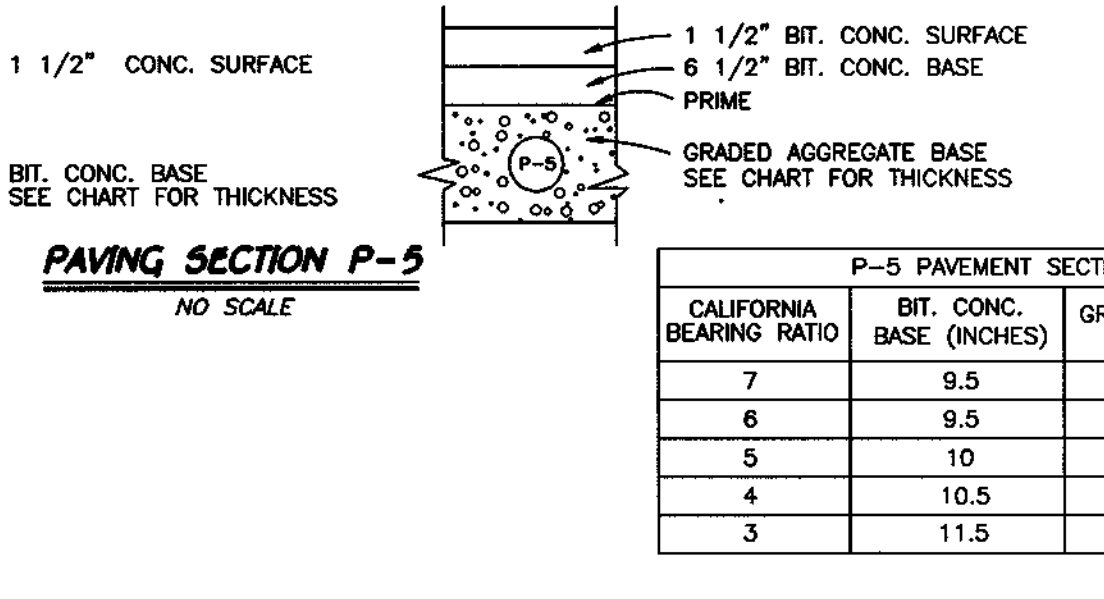 1 1/2" CONC. SURFACE
BIT. CONC. BASE
SEE CHART FOR THICKNESS
1 1/2" BIT. CONC. SURFACE
6 1/2" BIT. CONC. BASE
PRIME
GRADED AGGREGATE BASE
SEE CHART FOR THICKNESS
P-5
PAVING SECTION P-5
NO SCALE
P-5 PAVEMENT
CALIFORNIA
BEARING RATIO
BIT. CONC.
BASE (INCHES)
7 9.5
6 9.5
5 10
4 10.5
3 11.5